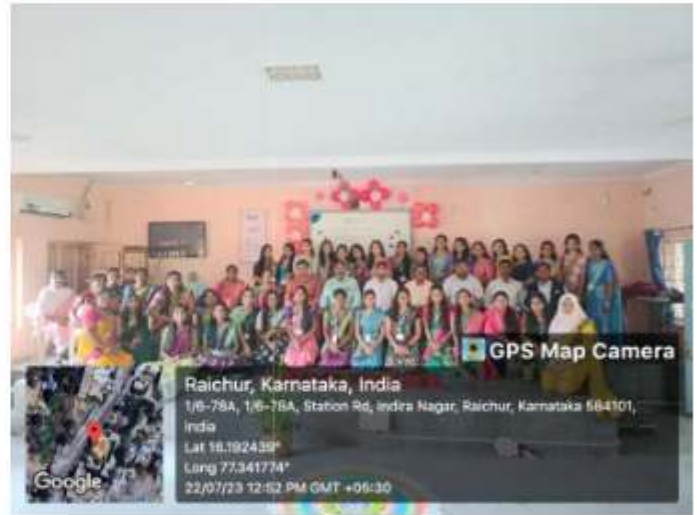 GPS Map Camera
Raichur, Karnataka, India
1/6-78A, 1/6-78A, Station Rd, Indira Nagar, Raichur, Karnataka 584101,
India
Lat 16.192439°
Long 77.341774°
22/07/23 12:52 PM GMT +05:30
Google